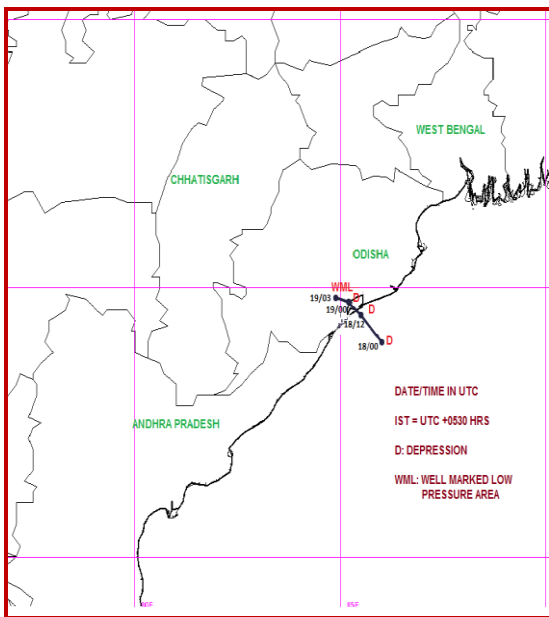 WEST BENGAL
CHHATISGARH
ODISHA
WML
19/03
D
19/00
D
18/12
18/00
D
DATE/TIME IN UTC
IST = UTC +0530 HRS
ANDHRA PRADESH
D: DEPRESSION
WML: WELL MARKED LOW
PRESSURE AREA
85E